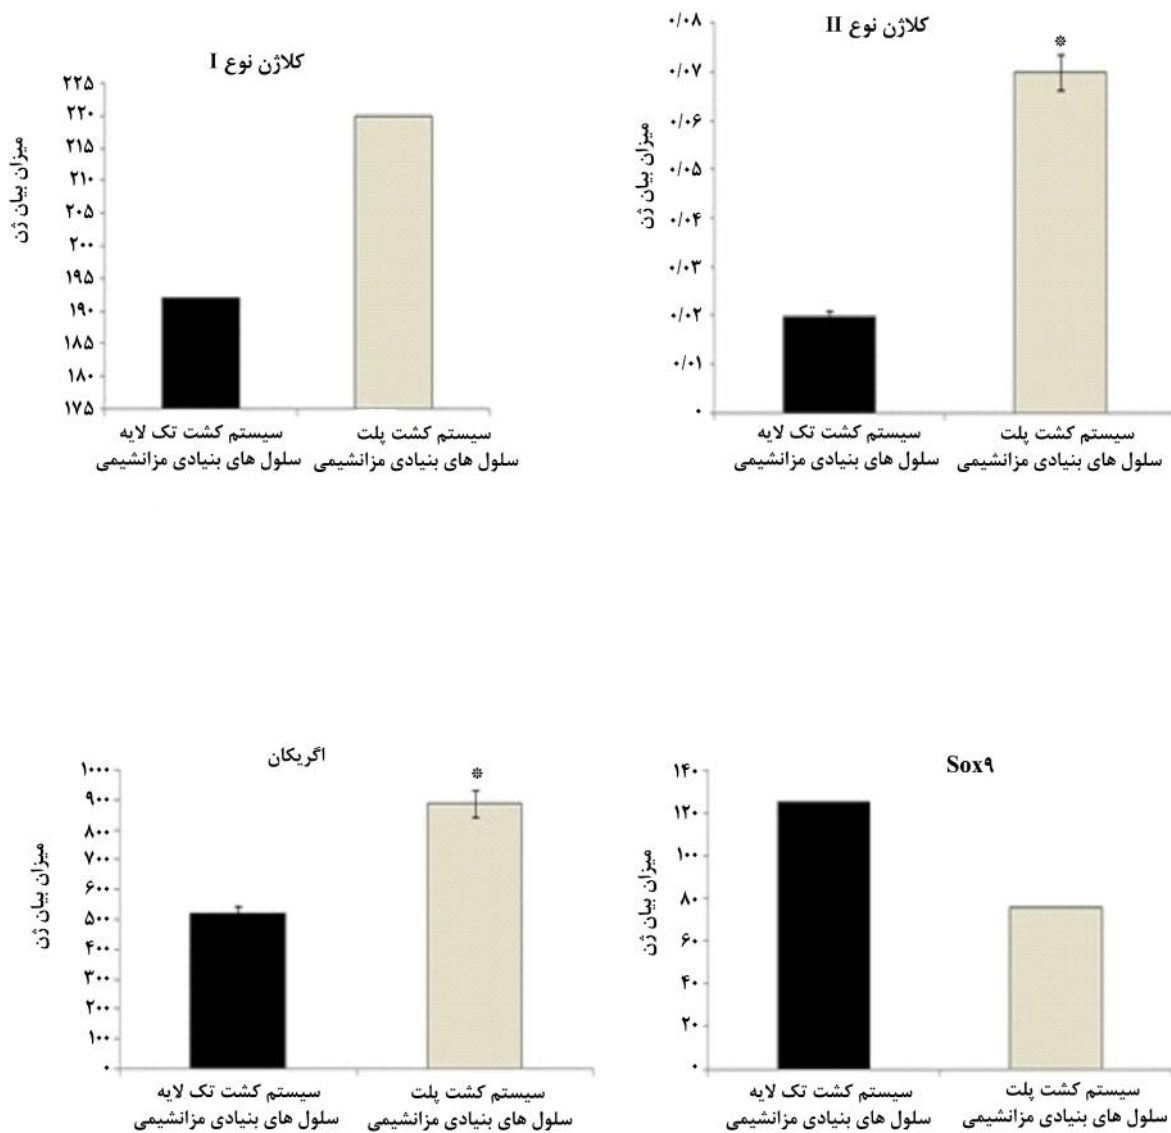 کلاژن نوع I
میزان بیان ژن
۲۲۵
۲۲۰
۲۱۵
۲۱۰
۲۰۵
۲۰۰
۱۹۵
۱۹۰
۱۸۵
۱۸۰
۱۷۵
سیستم کشت تک لایه
سلول های بنیادی مزانشیمی
سیستم کشت پلت
سلول های بنیادی مزانشیمی
کلاژن نوع II
میزان بیان ژن
۰/۰۸
۰/۰۷
۰/۰۶
۰/۰۵
۰/۰۴
۰/۰۳
۰/۰۲
۰/۰۱
۰
*
سیستم کشت تک لایه
سلول های بنیادی مزانشیمی
سیستم کشت پلت
سلول های بنیادی مزانشیمی
اگریکان
میزان بیان ژن
۱۰۰۰
۹۰۰
۸۰۰
۷۰۰
۶۰۰
۵۰۰
۴۰۰
۳۰۰
۲۰۰
۱۰۰
۰
*
سیستم کشت تک لایه
سلول های بنیادی مزانشیمی
سیستم کشت پلت
سلول های بنیادی مزانشیمی
Sox۹
میزان بیان ژن
۱۴۰
۱۲۰
۱۰۰
۸۰
۶۰
۴۰
۲۰
۰
سیستم کشت تک لایه
سلول های بنیادی مزانشیمی
سیستم کشت پلت
سلول های بنیادی مزانشیمی